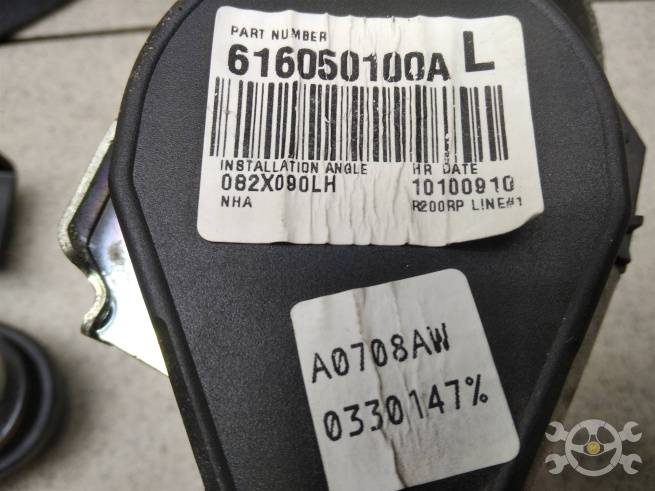 PART NUMBER
616050100A L
INSTALLATION ANGLE HR DATE
082X090LH 10100910
NHA R200RP LINE#1
A0708AW
0330147%